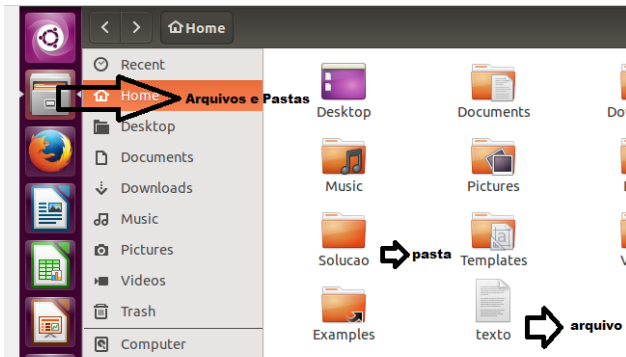 Home
Recent
Home
Arquivos e Pastas
Desktop
Documents
Downloads
Music
Pictures
Videos
Trash
Computer
Desktop
Documents
Do
Music
Pictures
Solucao
pasta
Templates
V
Examples
texto
arquivo